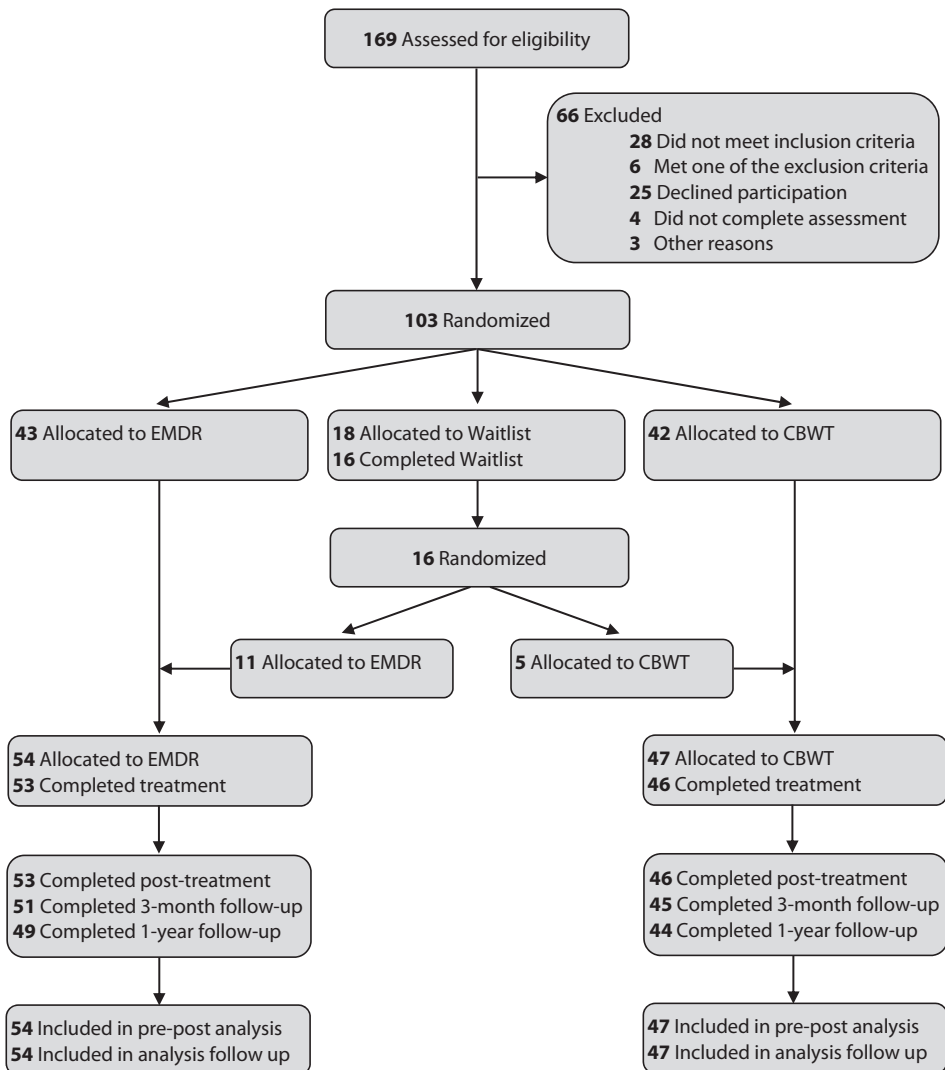 169 Assessed for eligibility
66 Excluded
28 Did not meet inclusion criteria
6 Met one of the exclusion criteria
25 Declined participation
4 Did not complete assessment
3 Other reasons
103 Randomized
43 Allocated to EMDR
18 Allocated to Waitlist
16 Completed Waitlist
42 Allocated to CBWT
16 Randomized
11 Allocated to EMDR
5 Allocated to CBWT
54 Allocated to EMDR
53 Completed treatment
47 Allocated to CBWT
46 Completed treatment
53 Completed post-treatment
51 Completed 3-month follow-up
49 Completed 1-year follow-up
46 Completed post-treatment
45 Completed 3-month follow-up
44 Completed 1-year follow-up
54 Included in pre-post analysis
54 Included in analysis follow up
47 Included in pre-post analysis
47 Included in analysis follow up